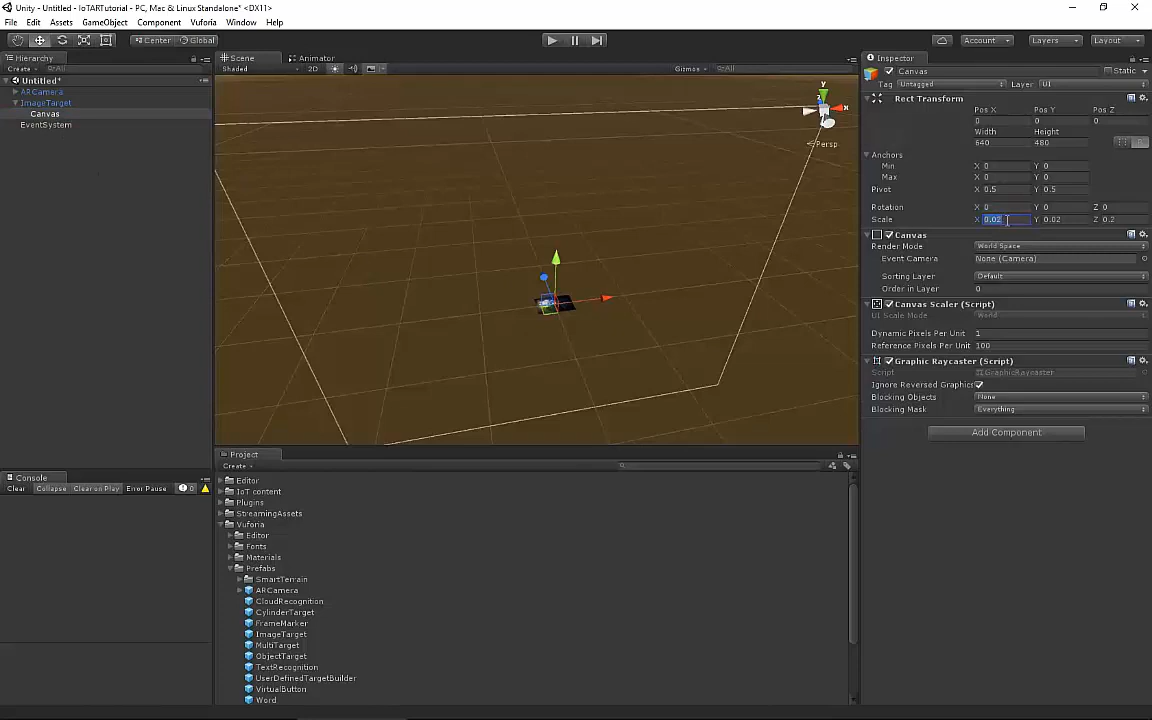 Unity - Untitled - IoTARTutorial - PC, Mac & Linux Standalone* <DX11>
File Edit Assets GameObject Component Vuforia Window Help
Center Global Account Layers Layout
Hierarchy
Create All
Untitled*
ARCamera
ImageTarget
Canvas
EventSystem
Scene Animator
Shaded 2D Gizmos All
y
x
z
Persp
Inspector
Canvas Static
Tag Untagged Layer UI
Rect Transform
Pos X Pos Y Pos Z
0 0 0
Width Height
640 480
R
Anchors
Min X 0 Y 0
Max X 0 Y 0
Pivot X 0.5 Y 0.5
Rotation X 0 Y 0 Z 0
Scale X 0.02 Y 0.02 Z 0.2
Canvas
Render Mode World Space
Event Camera None (Camera)
Sorting Layer Default
Order in Layer 0
Canvas Scaler (Script)
UI Scale Mode World
Dynamic Pixels Per Unit 1
Reference Pixels Per Unit 100
Graphic Raycaster (Script)
Script GraphicRaycaster
Ignore Reversed Graphics
Blocking Objects None
Blocking Mask Everything
Add Component
Console
Clear Collapse Clear on Play Error Pause 0
Project
Create
Editor
IoT content
Plugins
StreamingAssets
Vuforia
Editor
Fonts
Materials
Prefabs
SmartTerrain
ARCamera
CloudRecognition
CylinderTarget
FrameMarker
ImageTarget
MultiTarget
ObjectTarget
TextRecognition
UserDefinedTargetBuilder
VirtualButton
Word